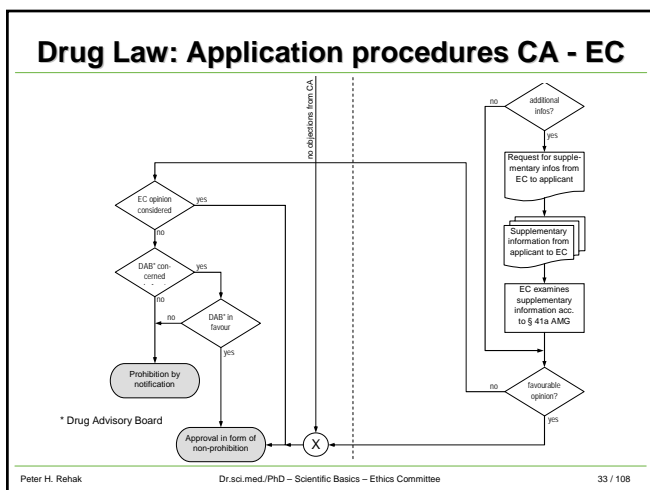 Drug Law: Application procedures CA - EC
no objections from CA
no
additional
infos?
yes
Request for supple-
mentary infos from
EC to applicant
Supplementary
information from
applicant to EC
EC examines
supplementary
information acc.
to § 41a AMG
EC opinion
considered
yes
no
DAB* con-
cerned
yes
no
no
DAB* in
favour
yes
Prohibition by
notification
no
favourable
opinion?
yes
* Drug Advisory Board
Approval in form of
non-prohibition
X
Peter H. Rehak
Dr.sci.med./PhD – Scientific Basics – Ethics Committee
33 / 108